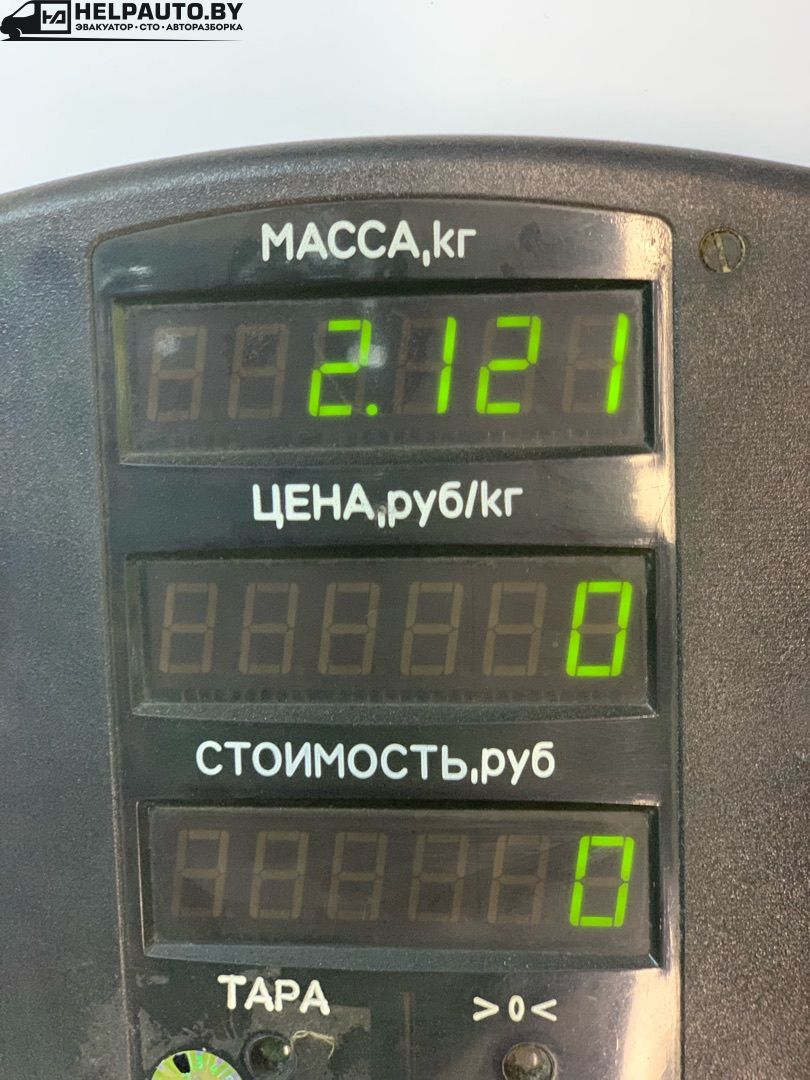 HELPAUTO.BY
ЭВАКУАТОР • СТО • АВТОРАЗБОРКА
МАССА,кг
2.121
ЦЕНА,руб/кг
0
СТОИМОСТЬ,руб
0
ТАРА >0<